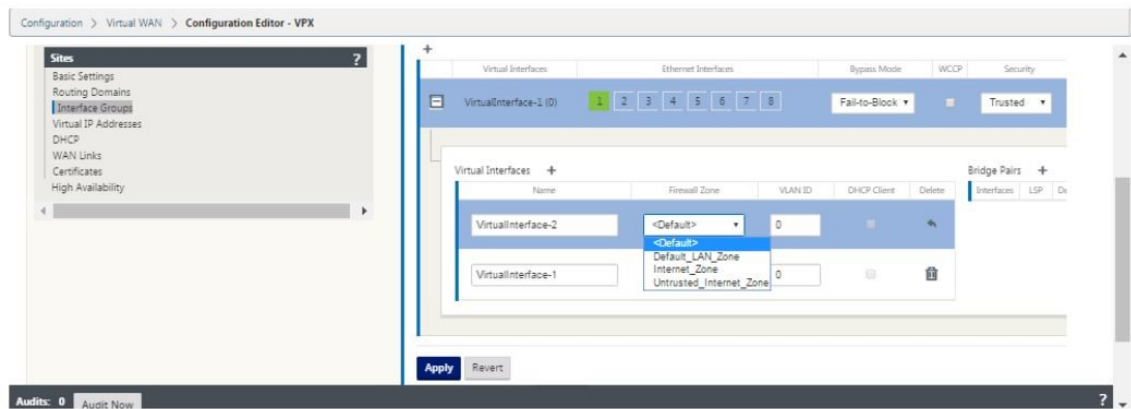 Configuration > Virtual WAN > Configuration Editor - VPX
Sites ?
Basic Settings
Routing Domains
Interface Groups
Virtual IP Addresses
DHCP
WAN Links
Certificates
High Availability
+
Virtual Interfaces Ethernet Interfaces Bypass Mode WCCP Security
VirtualInterface-1 (0) 1 2 3 4 5 6 7 8 Fail-to-Block Trusted
Virtual Interfaces + Bridge Pairs +
Name Firewall Zone VLAN ID DHCP Client Delete Interfaces LSP De
VirtualInterface-2 <Default> 0
<Default>
Default_LAN_Zone
Internet_Zone
Untrusted_Internet_Zone
VirtualInterface-1 0
Apply Revert
Audits: 0 Audit Now ?